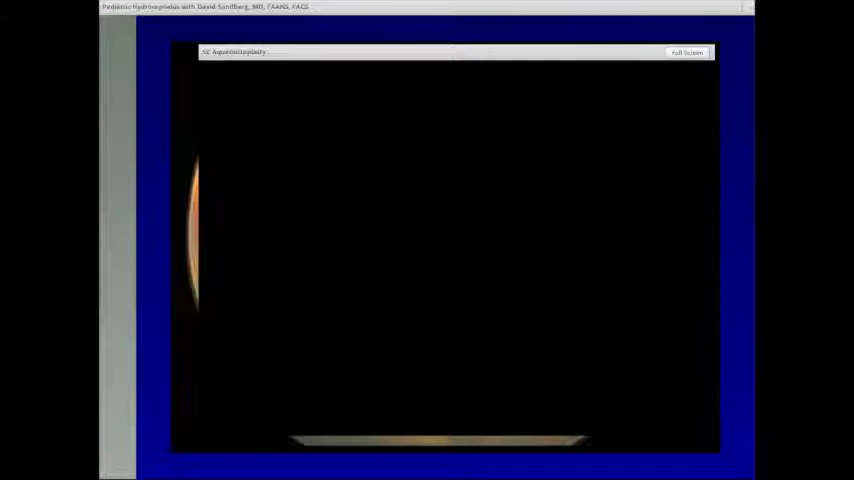 Pediatric Hydrocephalus with David Sandberg, MD, FAANS, FACS
SC Aqueductoplasty
Full Screen